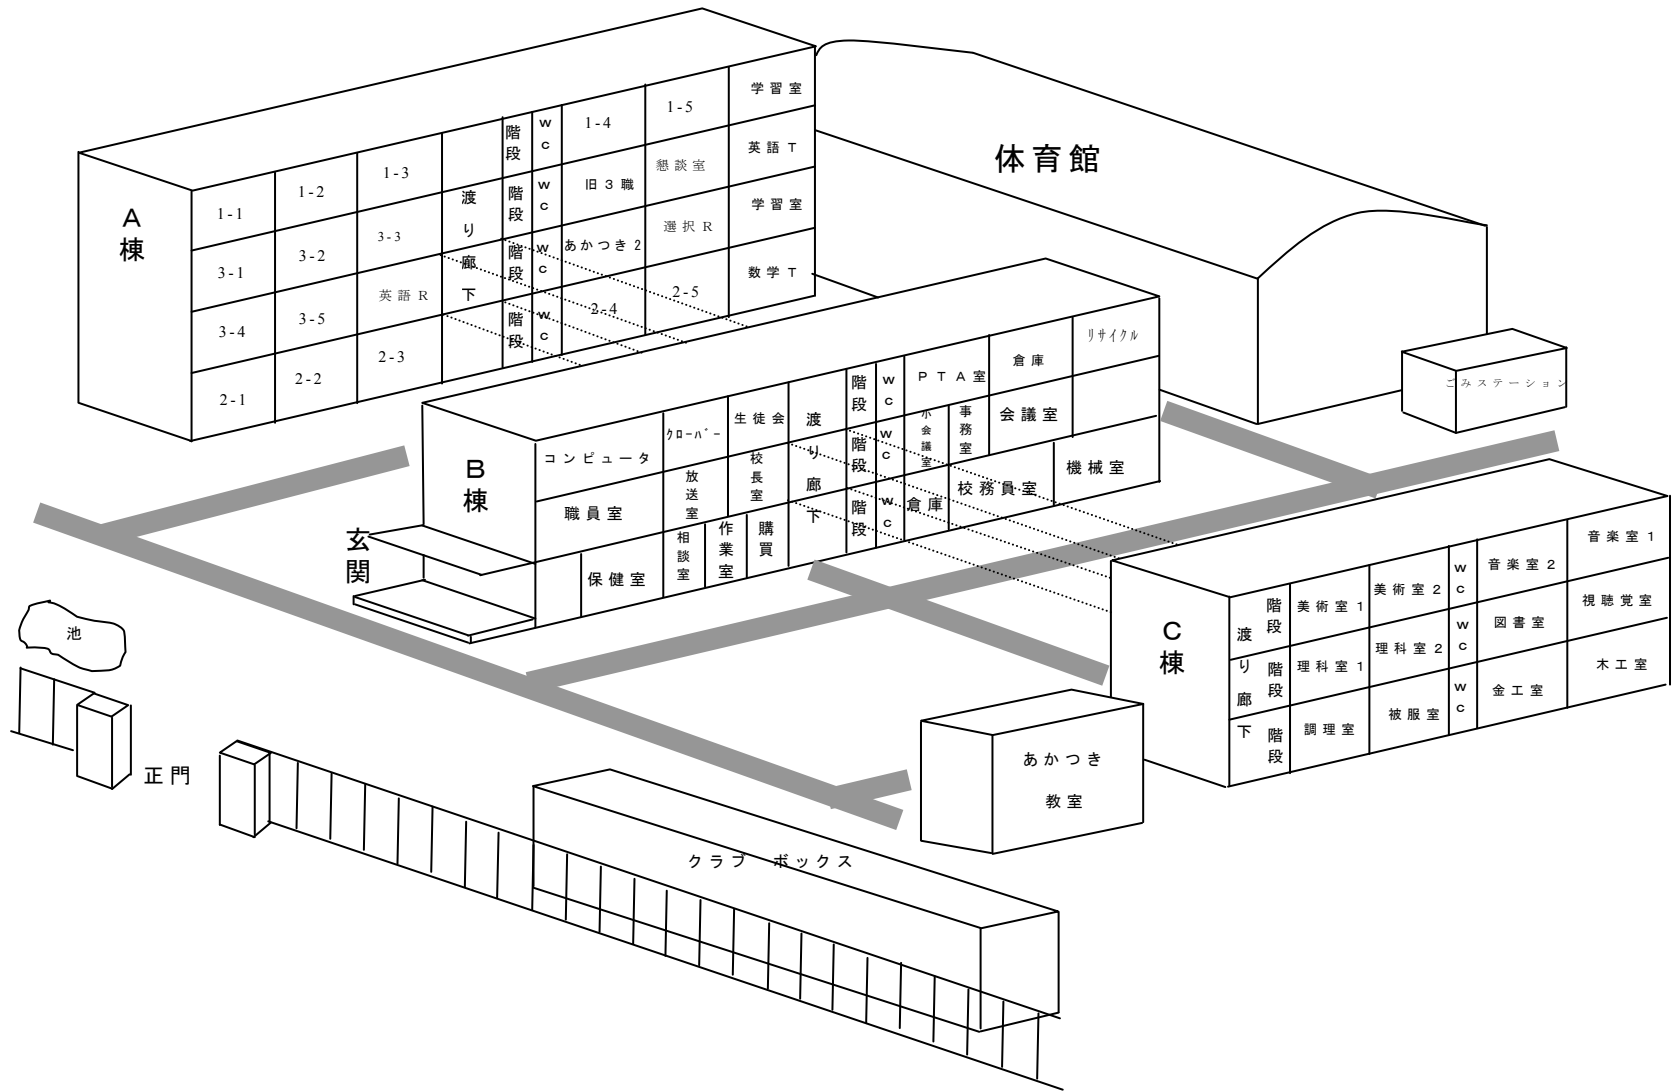 体育館
A棟
1-1
1-2
1-3
階段
WC
1-4
1-5
学習室
3-1
3-2
3-3
渡り廊下
階段
WC
旧3職
懇談室
英語T
3-4
3-5
英語R
階段
WC
あかつき2
選択R
学習室
2-1
2-2
2-3
階段
WC
2-4
2-5
数学T
ごみステーション
B棟
コンピュータ
クローバー
生徒会
渡り廊下
階段
WC
PTA室
倉庫
リサイクル
職員室
放送室
校長室
階段
WC
小会議室
事務室
会議室
保健室
相談室
作業室
購買
階段
WC
倉庫
校務員室
機械室
玄関
C棟
渡り廊下
階段
美術室1
美術室2
WC
音楽室2
音楽室1
階段
理科室1
理科室2
WC
図書室
視聴覚室
階段
調理室
被服室
WC
金工室
木工室
池
正門
あかつき
教室
クラブ ボックス